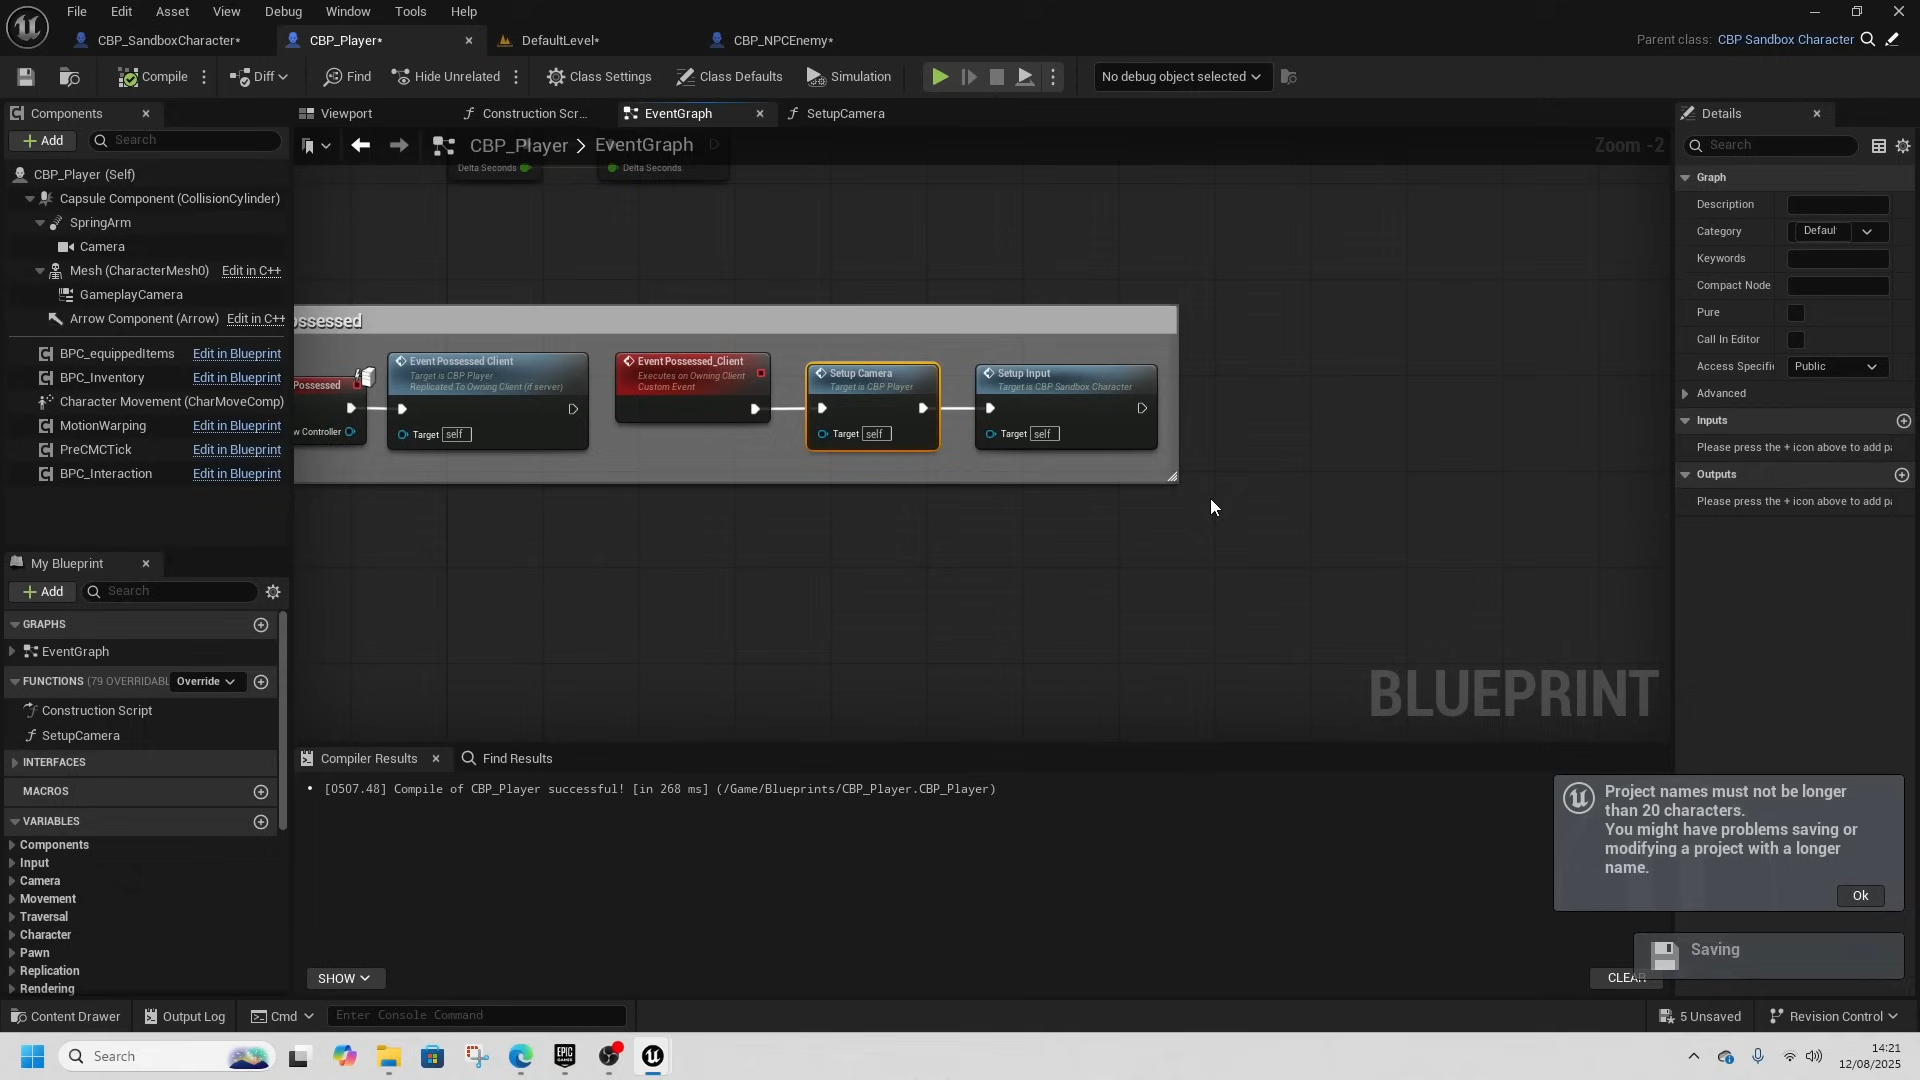 File Edit View Asset Debug Window Tools Help
CBP_SandboxCharacter* CBP_Player* DefaultLevel* CBP_NPCEnemy* Parent class: CBP Sandbox Character
Compile Diff Find Hide Unrelated Class Settings Class Defaults Simulation No debug object selected
Components Viewport Construction Scr... EventGraph SetupCamera Details
Add Search CBP_Player > EventGraph Zoom -2 Search
Delta Seconds Delta Seconds
CBP_Player (Self)
Capsule Component (CollisionCylinder)
SpringArm
Camera
Mesh (CharacterMesh0) Edit in C++
GameplayCamera
Arrow Component (Arrow) Edit in C++
BPC_equippedItems Edit in Blueprint
BPC_Inventory Edit in Blueprint
Character Movement (CharMoveComp)
MotionWarping Edit in Blueprint
PreCMCTick Edit in Blueprint
BPC_Interaction Edit in Blueprint
ossessed
Possessed
w Controller
Event Possessed Client
Target is CBP Player
Replicated To Owning Client (if server)
Target self
Event Possessed_Client
Executes on Owning Client
Custom Event
Setup Camera
Target is CBP Player
Target self
Setup Input
Target is CBP Sandbox Character
Target self
BLUEPRINT
Graph
Description
Category Defaul
Keywords
Compact Node
Pure
Call In Editor
Access Specifi Public
Advanced
Inputs
Please press the + icon above to add pa
Outputs
Please press the + icon above to add pa
My Blueprint
Add Search
GRAPHS
EventGraph
FUNCTIONS (79 OVERRIDABL Override
Construction Script
SetupCamera
INTERFACES
MACROS
VARIABLES
Components
Input
Camera
Movement
Traversal
Character
Pawn
Replication
Rendering
Compiler Results Find Results
[0507.48] Compile of CBP_Player successful! [in 268 ms] (/Game/Blueprints/CBP_Player.CBP_Player)
SHOW CLEAR
Project names must not be longer
than 20 characters.
You might have problems saving or
modifying a project with a longer
name.
Ok
Saving
Content Drawer Output Log Cmd Enter Console Command 5 Unsaved Revision Control
Search EPIC GAMES 14:21
12/08/2025